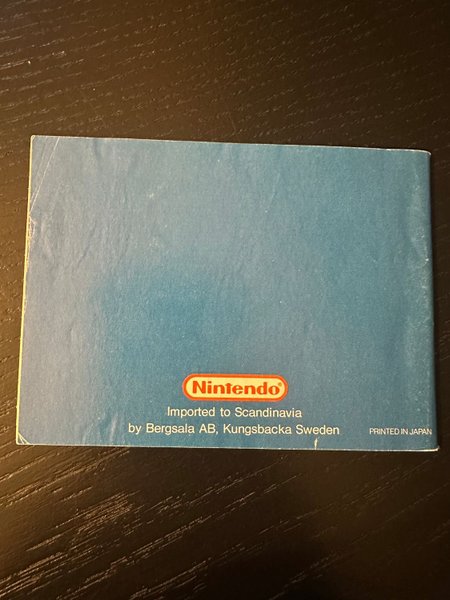 Nintendo®
Imported to Scandinavia
by Bergsala AB, Kungsbacka Sweden
PRINTED IN JAPAN